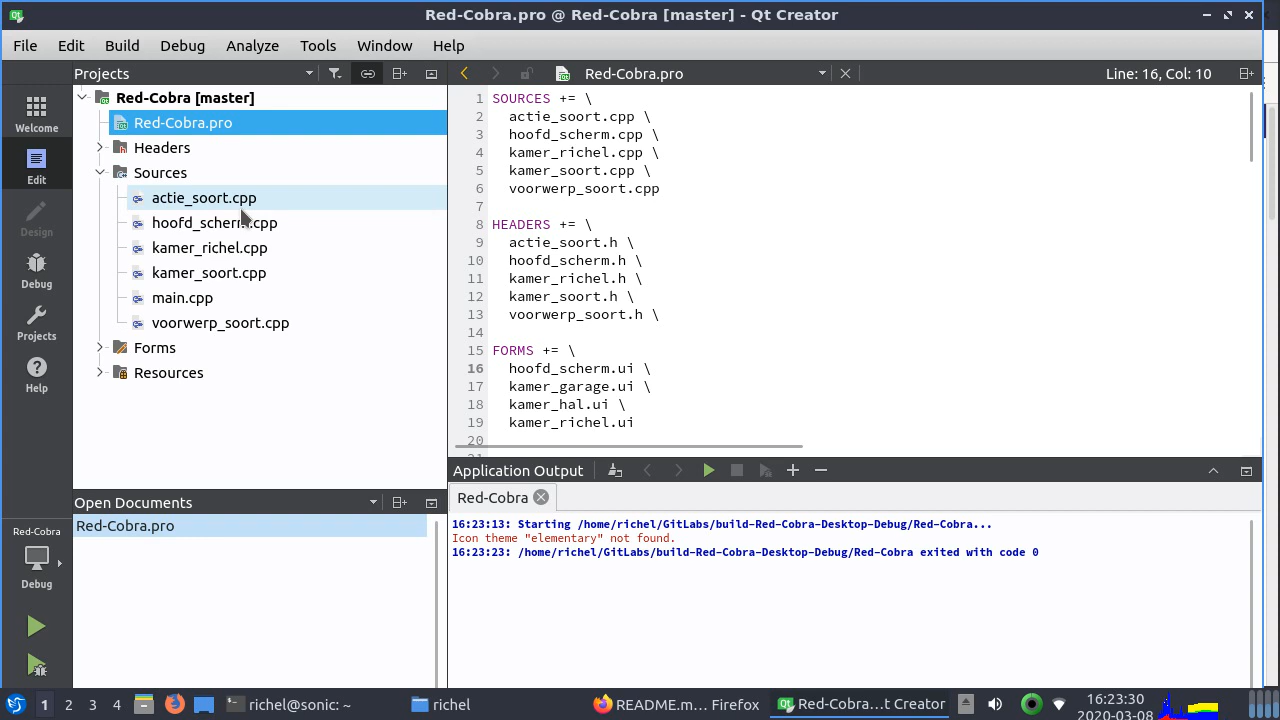 Red-Cobra.pro @ Red-Cobra [master] - Qt Creator
File Edit Build Debug Analyze Tools Window Help
Projects
Red-Cobra.pro
Line: 16, Col: 10
Welcome
Edit
Design
Debug
Projects
Help
Red-Cobra
Debug
Red-Cobra [master]
Red-Cobra.pro
Headers
Sources
actie_soort.cpp
hoofd_scherm.cpp
kamer_richel.cpp
kamer_soort.cpp
main.cpp
voorwerp_soort.cpp
Forms
Resources
Open Documents
Red-Cobra.pro
1 SOURCES += \
2 actie_soort.cpp \
3 hoofd_scherm.cpp \
4 kamer_richel.cpp \
5 kamer_soort.cpp \
6 voorwerp_soort.cpp
7
8 HEADERS += \
9 actie_soort.h \
10 hoofd_scherm.h \
11 kamer_richel.h \
12 kamer_soort.h \
13 voorwerp_soort.h \
14
15 FORMS += \
16 hoofd_scherm.ui \
17 kamer_garage.ui \
18 kamer_hal.ui \
19 kamer_richel.ui
20
Application Output
Red-Cobra
16:23:13: Starting /home/richel/GitLabs/build-Red-Cobra-Desktop-Debug/Red-Cobra...
Icon theme "elementary" not found.
16:23:23: /home/richel/GitLabs/build-Red-Cobra-Desktop-Debug/Red-Cobra exited with code 0
1 2 3 4
richel@sonic: ~
richel
README.m... Firefox
Red-Cobra...t Creator
16:23:30
2020-03-08